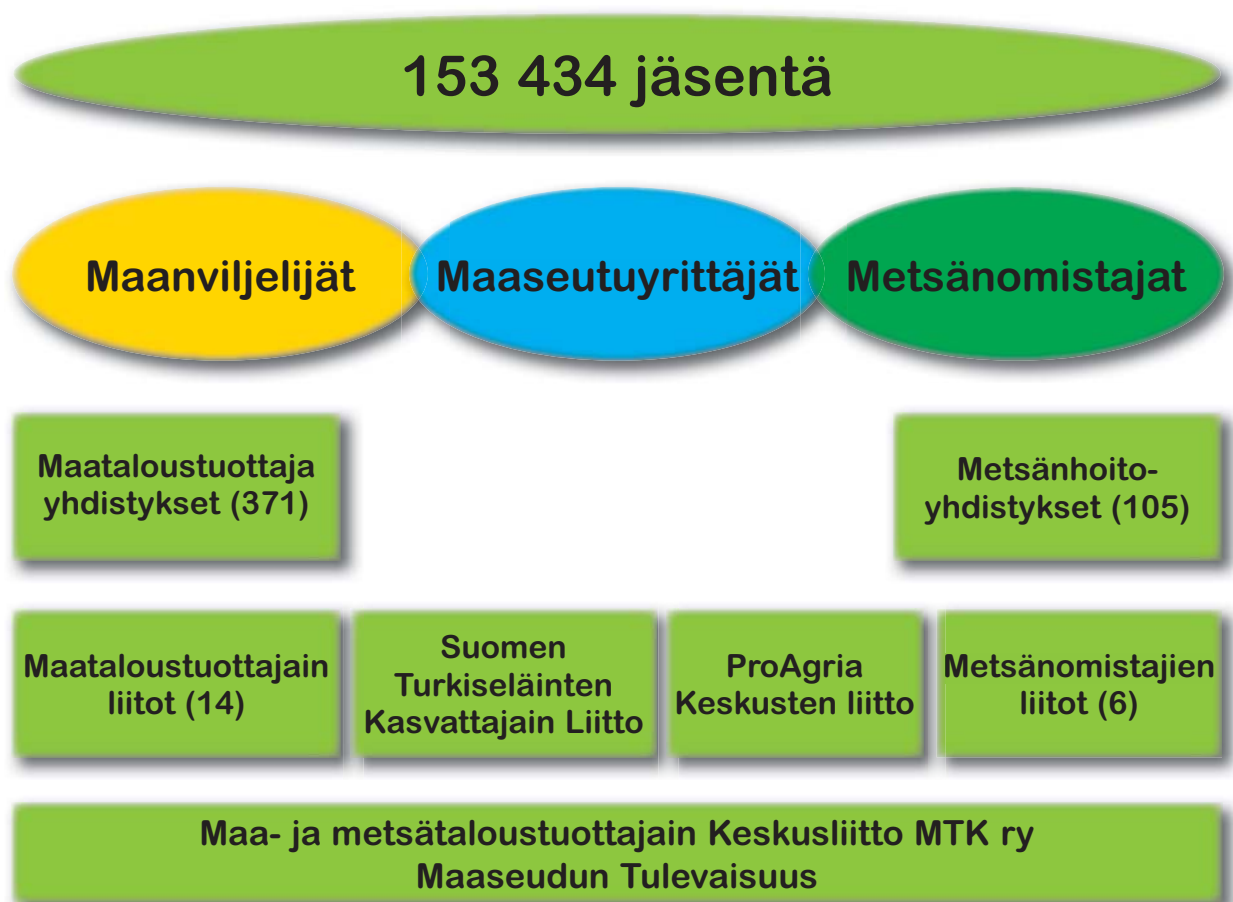 153 434 jäsentä
Maanviljelijät
Maaseutuyrittäjät
Metsänomistajat
Maataloustuottaja
yhdistykset (371)
Metsänhoito-
yhdistykset (105)
Maataloustuottajain
liitot (14)
Suomen
Turkiseläinten
Kasvattajain Liitto
ProAgria
Keskusten liitto
Metsänomistajien
liitot (6)
Maa- ja metsätaloustuottajain Keskusliitto MTK ry
Maaseudun Tulevaisuus